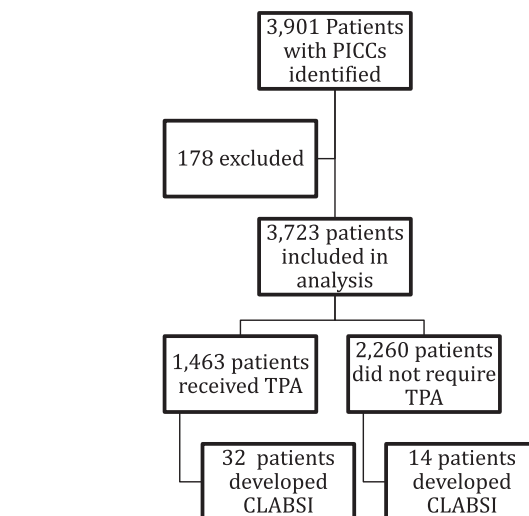 3,901 Patients
with PICCs
identified
178 excluded
3,723 patients
included in
analysis
1,463 patients
received TPA
2,260 patients
did not require
TPA
32 patients
developed
CLABSI
14 patients
developed
CLABSI